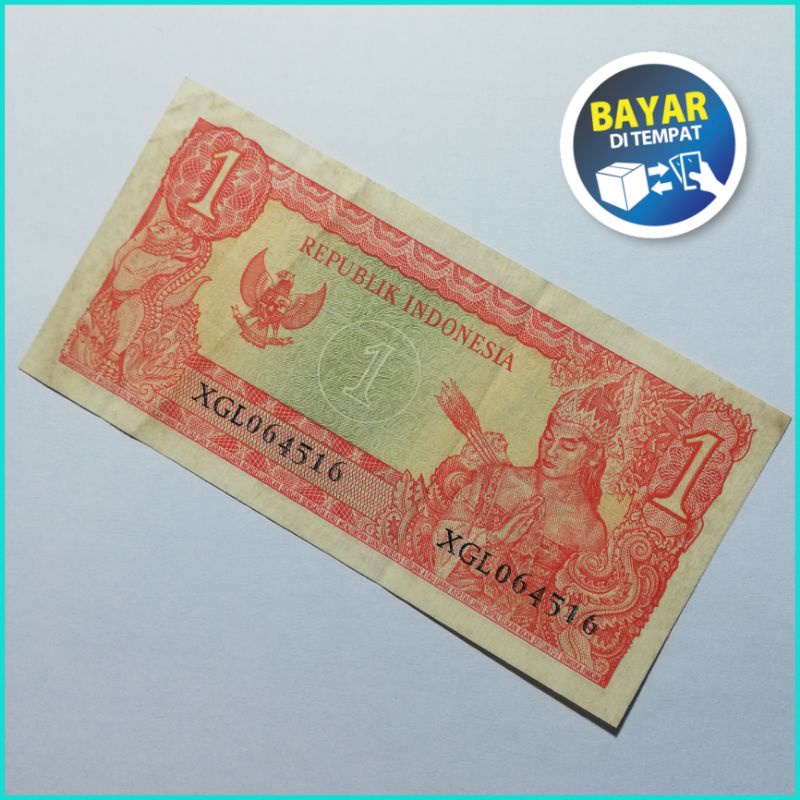 BAYAR
DI TEMPAT
1
REPUBLIK INDONESIA
1
XGL064516
1
XGL064516